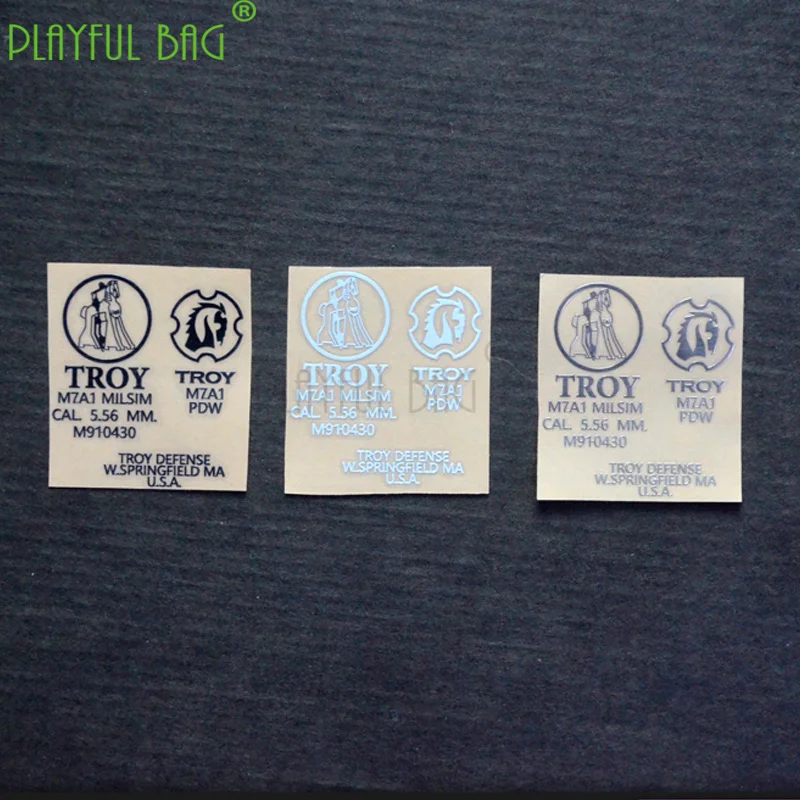 PLAYFUL BAG®
TROY
M7A1 MILSIM
CAL. 5.56 MM.
M910430
TROY
M7A1
PDW
TROY DEFENSE
W.SPRINGFIELD MA
U.S.A.
TROY
M7A1 MILSIM
CAL. 5.56 MM.
M910430
TROY
M7A1
PDW
TROY DEFENSE
W.SPRINGFIELD MA
U.S.A.
TROY
M7A1 MILSIM
CAL. 5.56 MM.
M910430
TROY
M7A1
PDW
TROY DEFENSE
W.SPRINGFIELD MA
U.S.A.